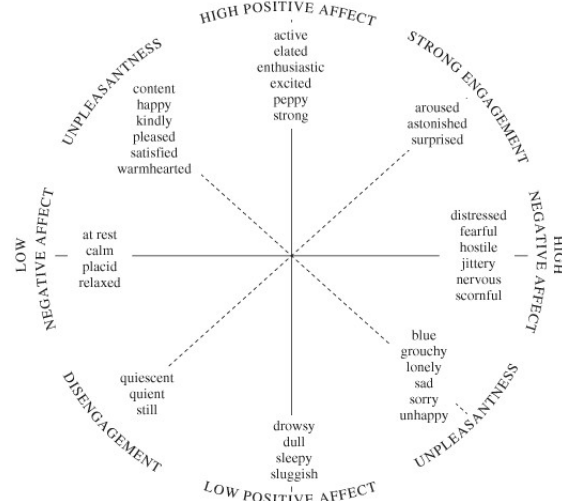 HIGH POSITIVE AFFECT
active
elated
enthusiastic
excited
peppy
strong
STRONG ENGAGEMENT
aroused
astonished
surprised
HIGH
NEGATIVE AFFECT
distressed
fearful
hostile
jittery
nervous
scornful
UNPLEASANTNESS
blue
grouchy
lonely
sad
sorry
unhappy
LOW POSITIVE AFFECT
drowsy
dull
sleepy
sluggish
DISENGAGEMENT
quiescent
quient
still
LOW
NEGATIVE AFFECT
at rest
calm
placid
relaxed
UNPLEASANTNESS
content
happy
kindly
pleased
satisfied
warmhearted